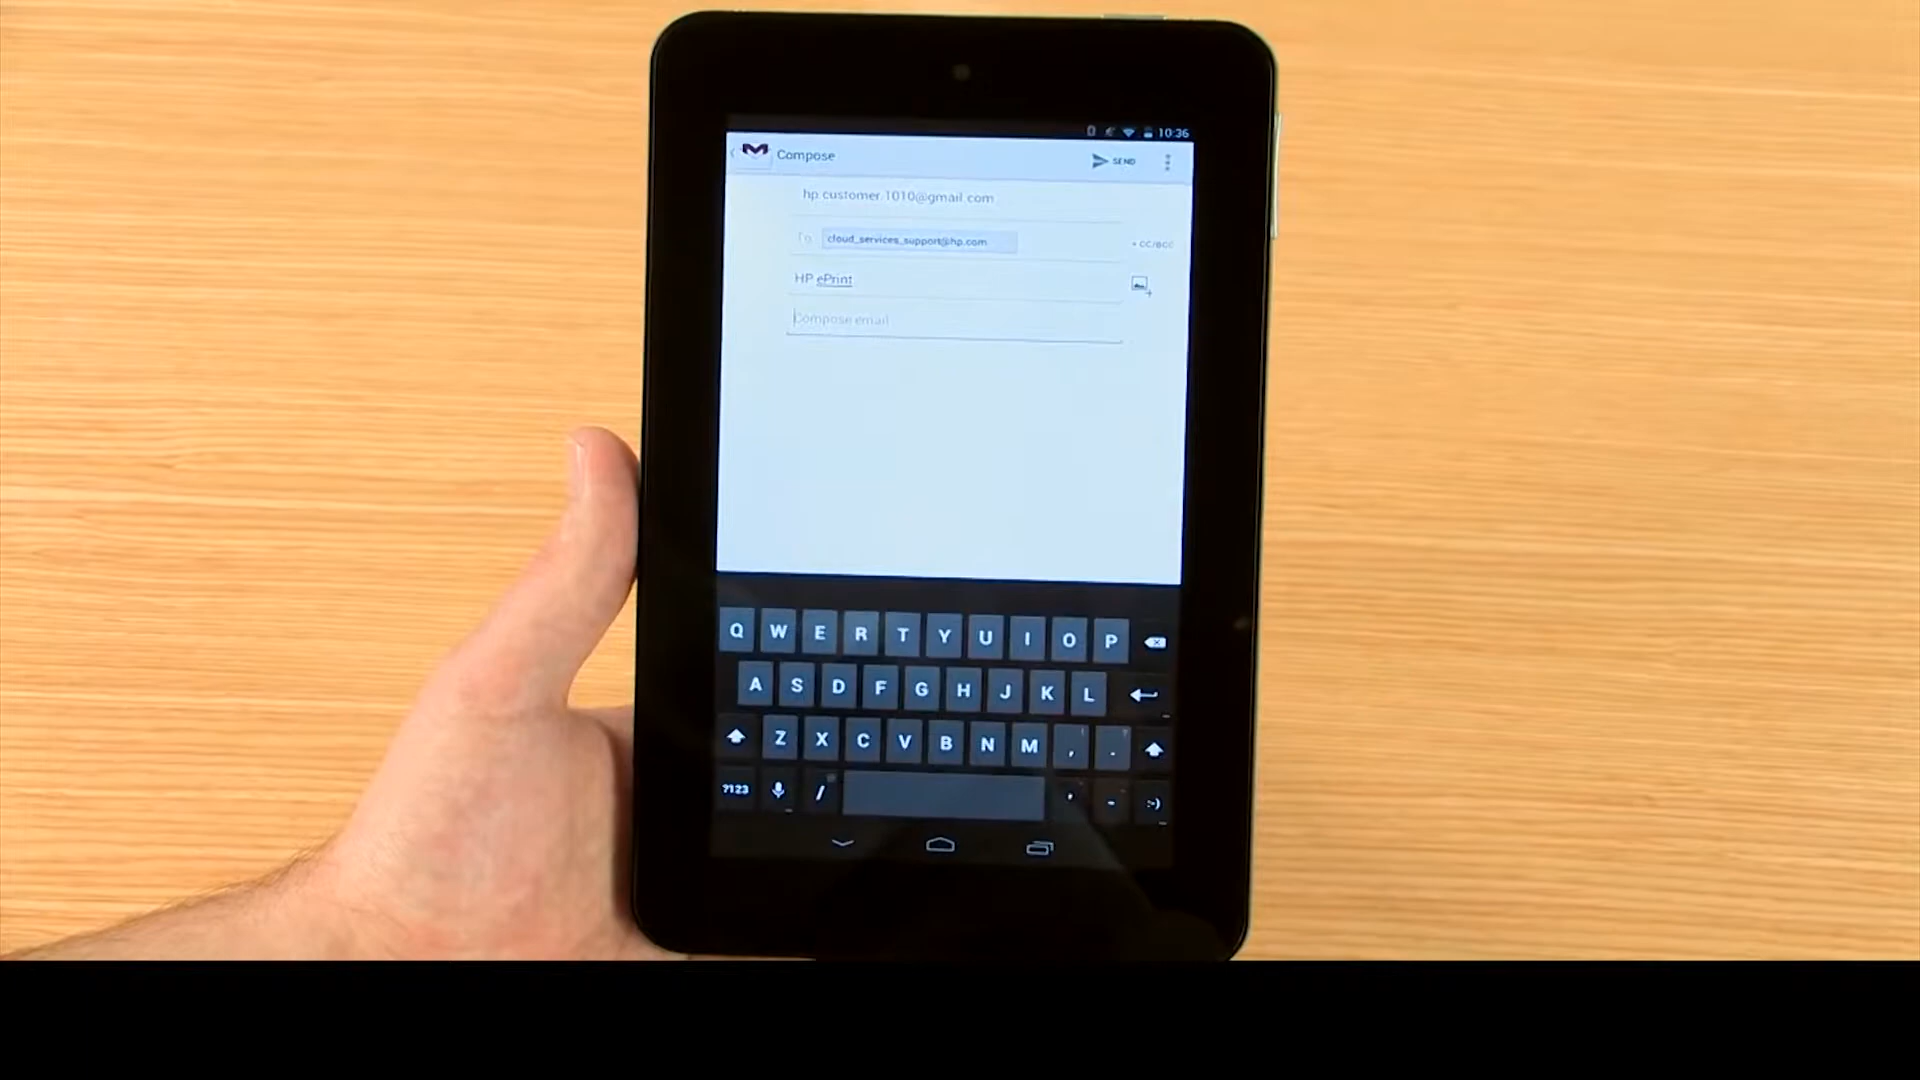 10:36
Compose SEND
hp.customer.1010@gmail.com
To cloud_services_support@hp.com + CC/BCC
HP ePrint
Compose email
Q W E R T Y U I O P
A S D F G H J K L
Z X C V B N M , ! . ?
?123 / ' - :-)